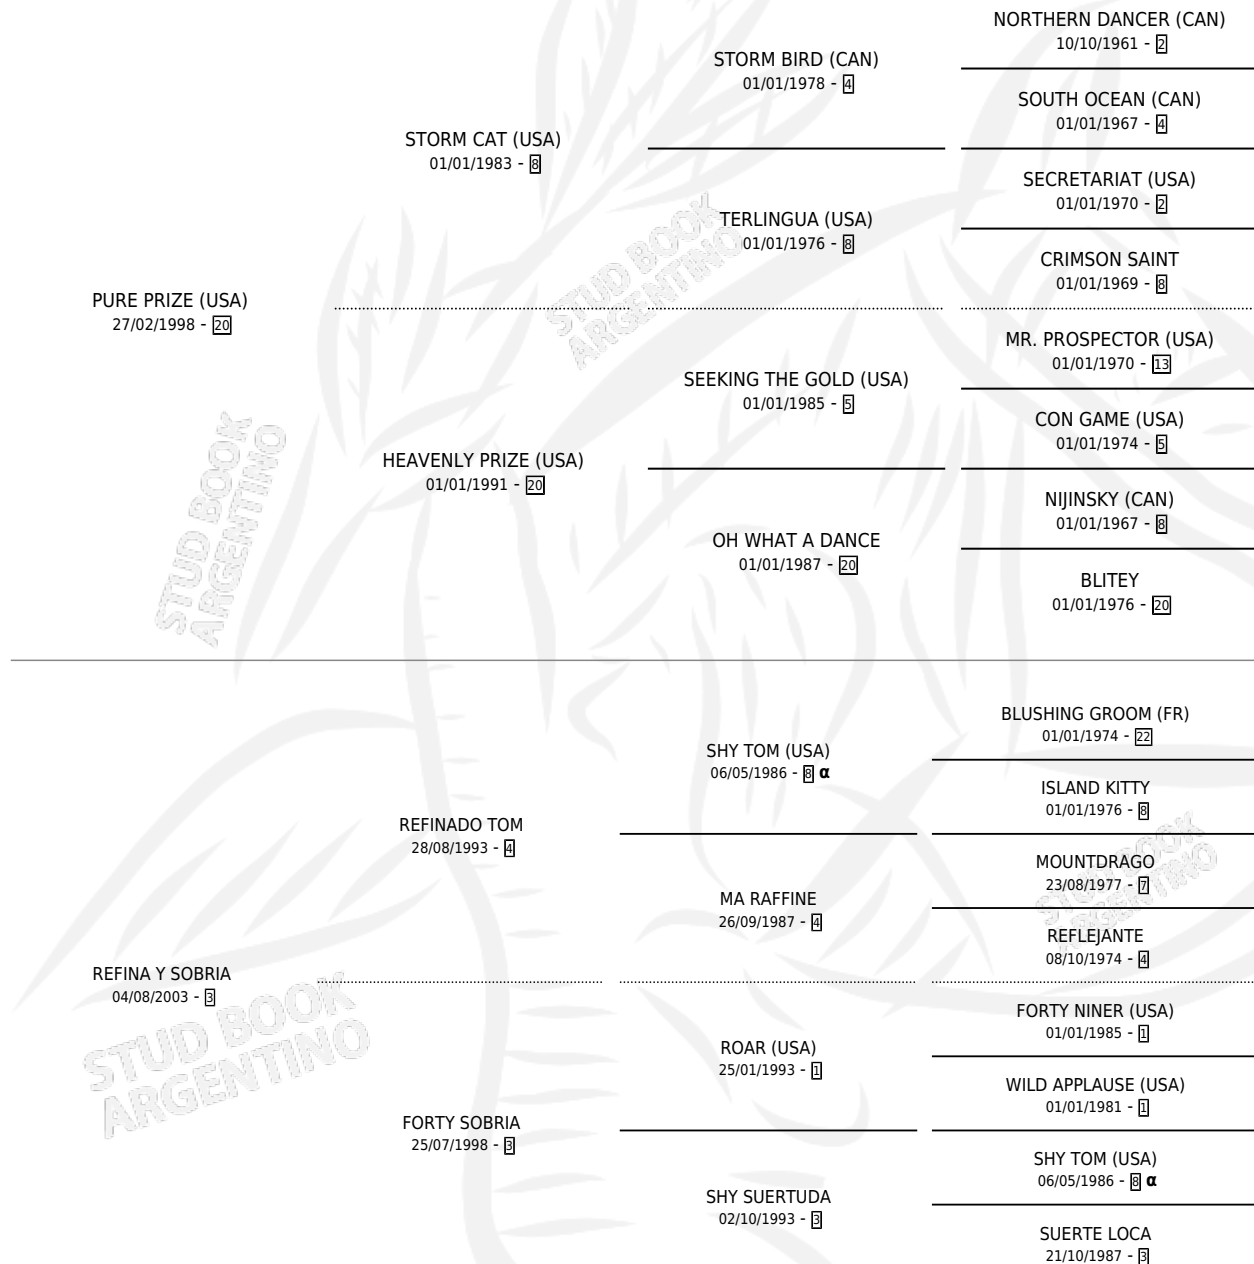 NORTHERN DANCER (CAN)
10/10/1961 - 2
STORM BIRD (CAN)
01/01/1978 - 4
SOUTH OCEAN (CAN)
01/01/1967 - 4
STORM CAT (USA)
01/01/1983 - 8
SECRETARIAT (USA)
01/01/1970 - 2
TERLINGUA (USA)
01/01/1976 - 8
CRIMSON SAINT
01/01/1969 - 8
PURE PRIZE (USA)
27/02/1998 - 20
MR. PROSPECTOR (USA)
01/01/1970 - 13
SEEKING THE GOLD (USA)
01/01/1985 - 5
CON GAME (USA)
01/01/1974 - 5
HEAVENLY PRIZE (USA)
01/01/1991 - 20
NIJINSKY (CAN)
01/01/1967 - 8
OH WHAT A DANCE
01/01/1987 - 20
BLITEY
01/01/1976 - 20
BLUSHING GROOM (FR)
01/01/1974 - 22
SHY TOM (USA)
06/05/1986 - 8 α
ISLAND KITTY
01/01/1976 - 8
REFINADO TOM
28/08/1993 - 4
MOUNTDRAGO
23/08/1977 - 7
MA RAFFINE
26/09/1987 - 4
REFLEJANTE
08/10/1974 - 4
REFINA Y SOBRIA
04/08/2003 - 3
FORTY NINER (USA)
01/01/1985 - 1
ROAR (USA)
25/01/1993 - 1
WILD APPLAUSE (USA)
01/01/1981 - 1
FORTY SOBRIA
25/07/1998 - 3
SHY TOM (USA)
06/05/1986 - 8 α
SHY SUERTUDA
02/10/1993 - 3
SUERTE LOCA
21/10/1987 - 3
STUD BOOK
ARGENTINO
STUD BOOK
ARGENTINO
STUD BOOK
ARGENTINO
STUD BOOK
ARGENTINO